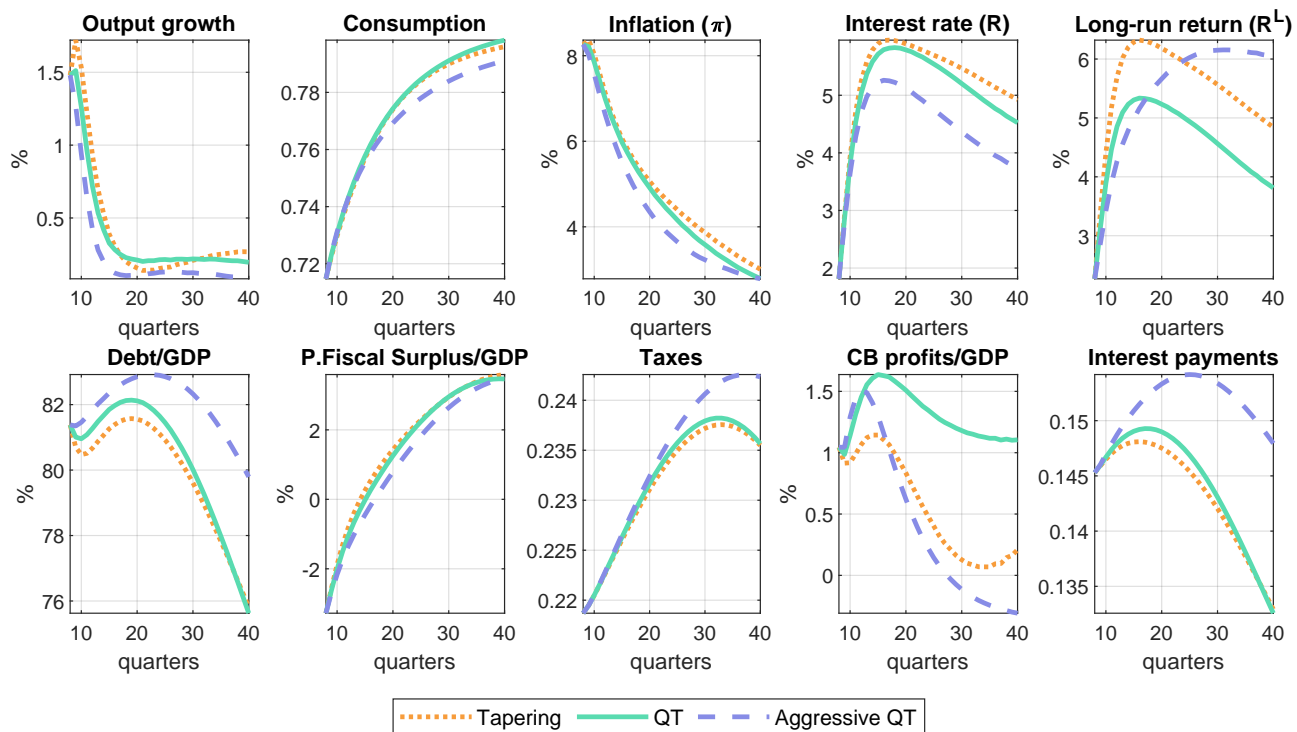 Output growth Consumption Inflation (π) Interest rate (R) Long-run return (R^L)
%
1.5
1
0.5
10 20 30 40
quarters
0.78
0.76
0.74
0.72
10 20 30 40
quarters
8
6
4
10 20 30 40
quarters
%
5
4
3
2
10 20 30 40
quarters
%
6
5
4
3
10 20 30 40
quarters
Debt/GDP P.Fiscal Surplus/GDP Taxes CB profits/GDP Interest payments
%
82
80
78
76
10 20 30 40
quarters
%
2
0
-2
10 20 30 40
quarters
0.24
0.235
0.23
0.225
0.22
10 20 30 40
quarters
%
1.5
1
0.5
0
10 20 30 40
quarters
0.15
0.145
0.14
0.135
10 20 30 40
quarters
Tapering QT Aggressive QT